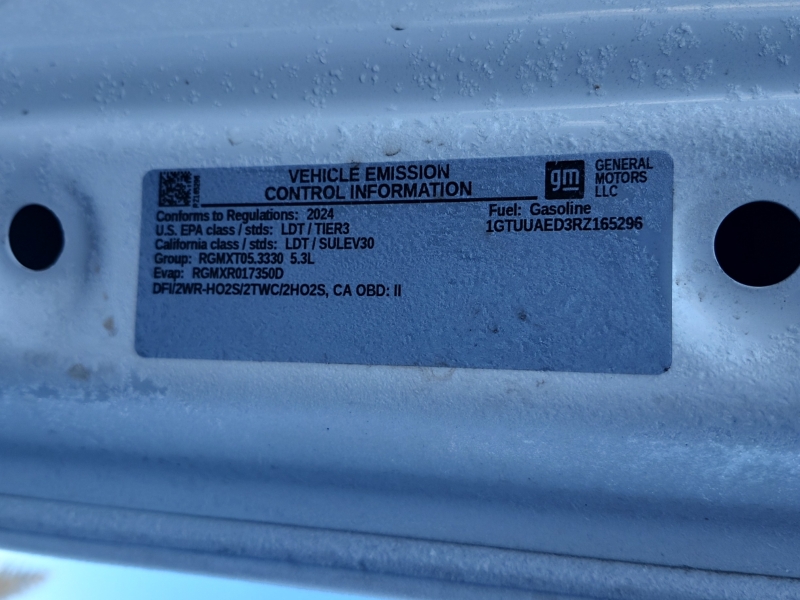 VEHICLE EMISSION
CONTROL INFORMATION
gm
GENERAL
MOTORS
LLC
Conforms to Regulations: 2024
U.S. EPA class / stds: LDT / TIER3
California class / stds: LDT / SULEV30
Group: RGMXT05.3330 5.3L
Evap: RGMXR017350D
DFI/2WR-HO2S/2TWC/2HO2S, CA OBD: II
Fuel: Gasoline
1GTUUAED3RZ165296